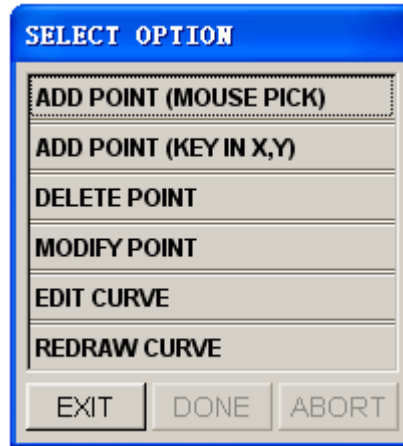 SELECT OPTION
ADD POINT (MOUSE PICK)
ADD POINT (KEY IN X,Y)
DELETE POINT
MODIFY POINT
EDIT CURVE
REDRAW CURVE
EXIT DONE ABORT